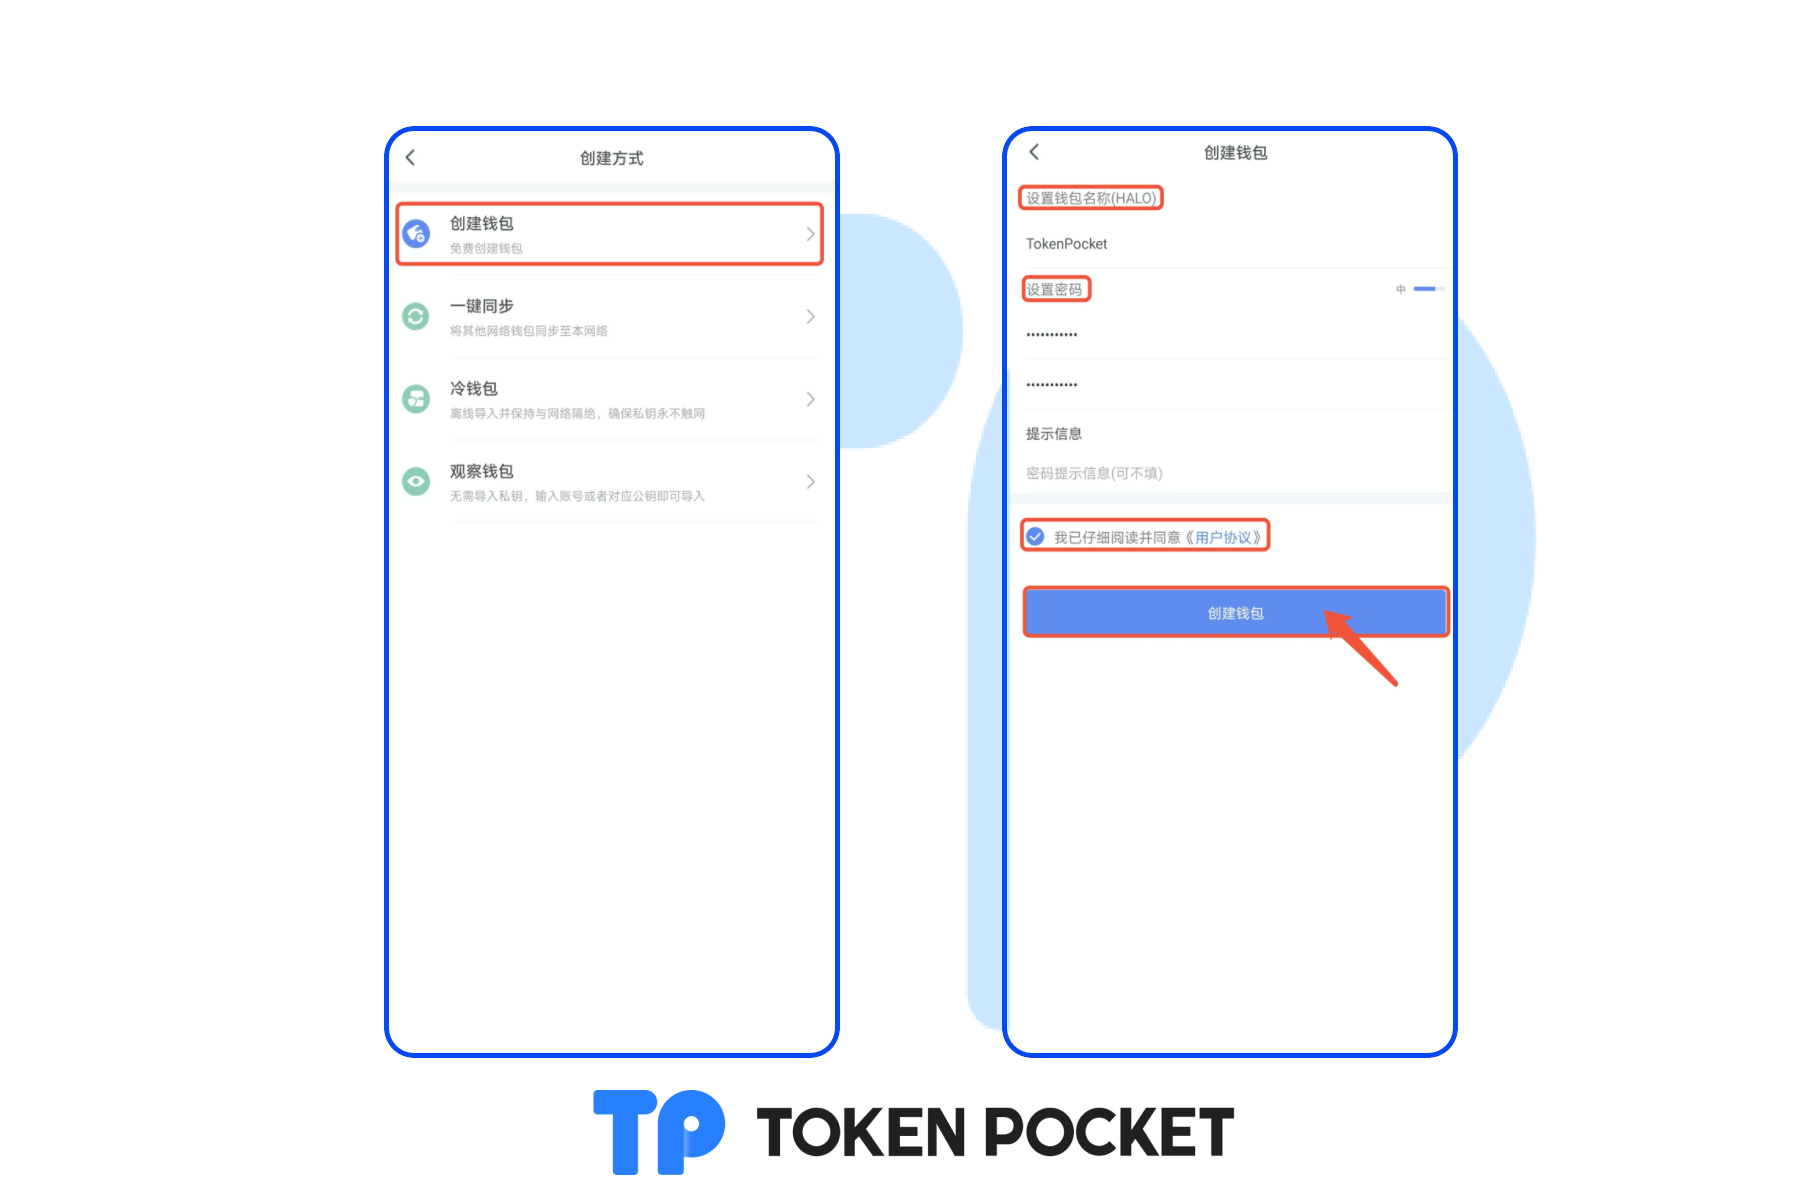 创建方式
创建钱包
免费创建钱包
一键同步
将其他网络钱包同步至本网络
冷钱包
离线导入并保持与网络隔绝，确保私钥永不触网
观察钱包
无需导入私钥，输入账号或者对应公钥即可导入
创建钱包
设置钱包名称(HALO)
TokenPocket
设置密码
中
•••••••••••
•••••••••••
提示信息
密码提示信息(可不填)
我已仔细阅读并同意《用户协议》
创建钱包
TP TOKEN POCKET